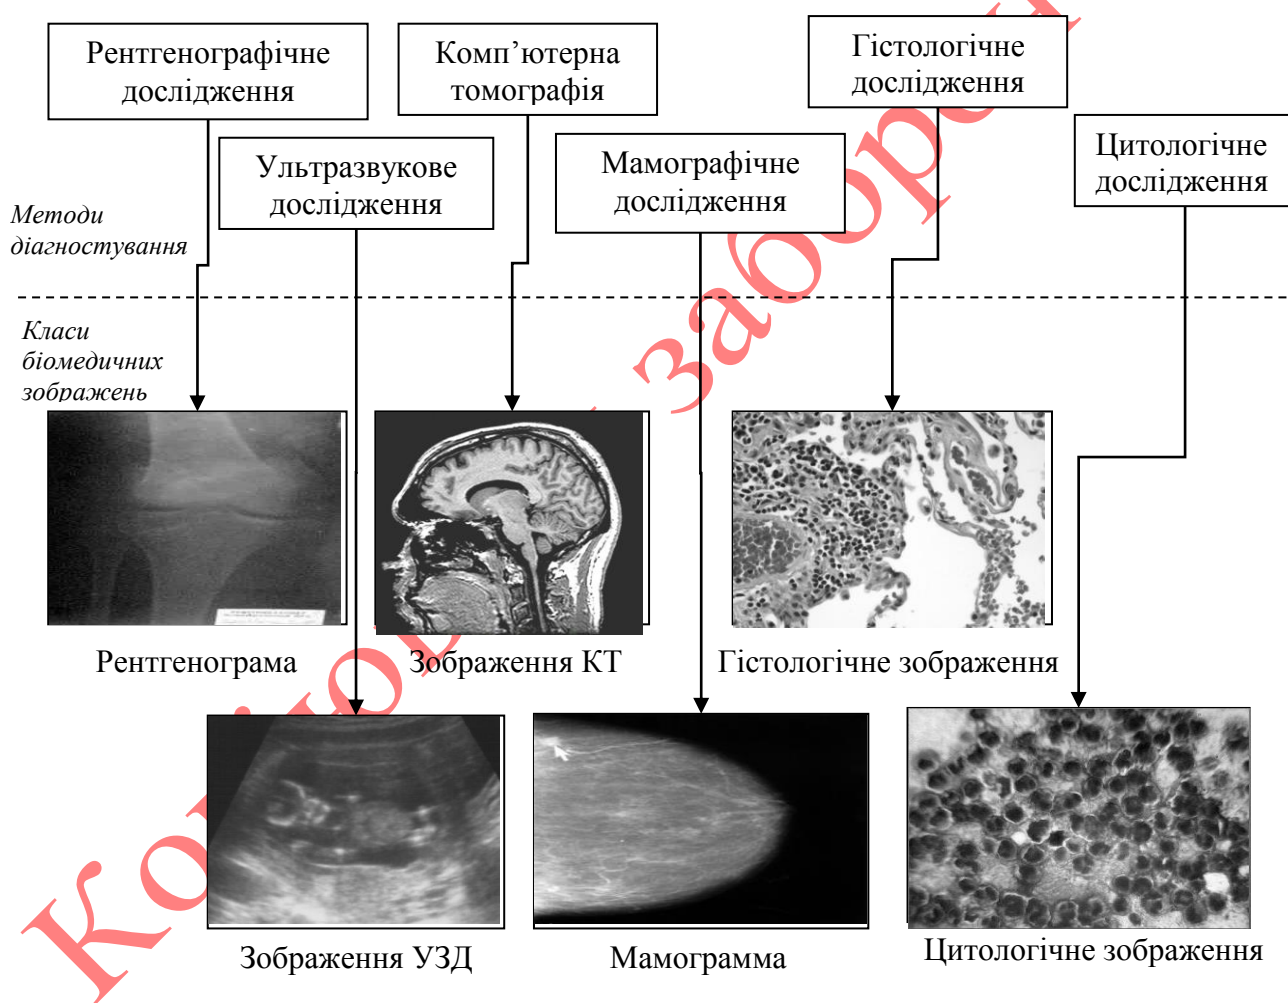 Рентгенографічне
дослідження
Комп’ютерна
томографія
Гістологічне
дослідження
Ультразвукове
дослідження
Мамографічне
дослідження
Цитологічне
дослідження
Методи
діагностування
Класи
біомедичних
зображень
Рентгенограма
Зображення КТ
Гістологічне зображення
Зображення УЗД
Мамограмма
Цитологічне зображення